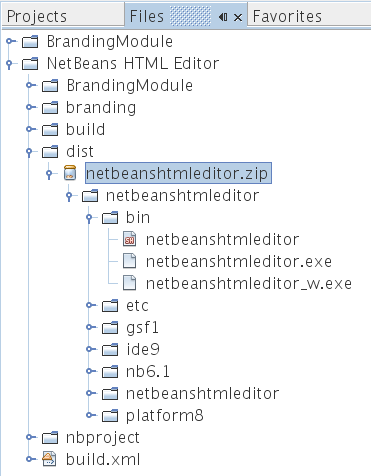 Projects Files Favorites
BrandingModule
NetBeans HTML Editor
BrandingModule
branding
build
dist
netbeanshtmleditor.zip
netbeanshtmleditor
bin
netbeanshtmleditor
netbeanshtmleditor.exe
netbeanshtmleditor_w.exe
etc
gsf1
ide9
nb6.1
netbeanshtmleditor
platform8
nbproject
build.xml